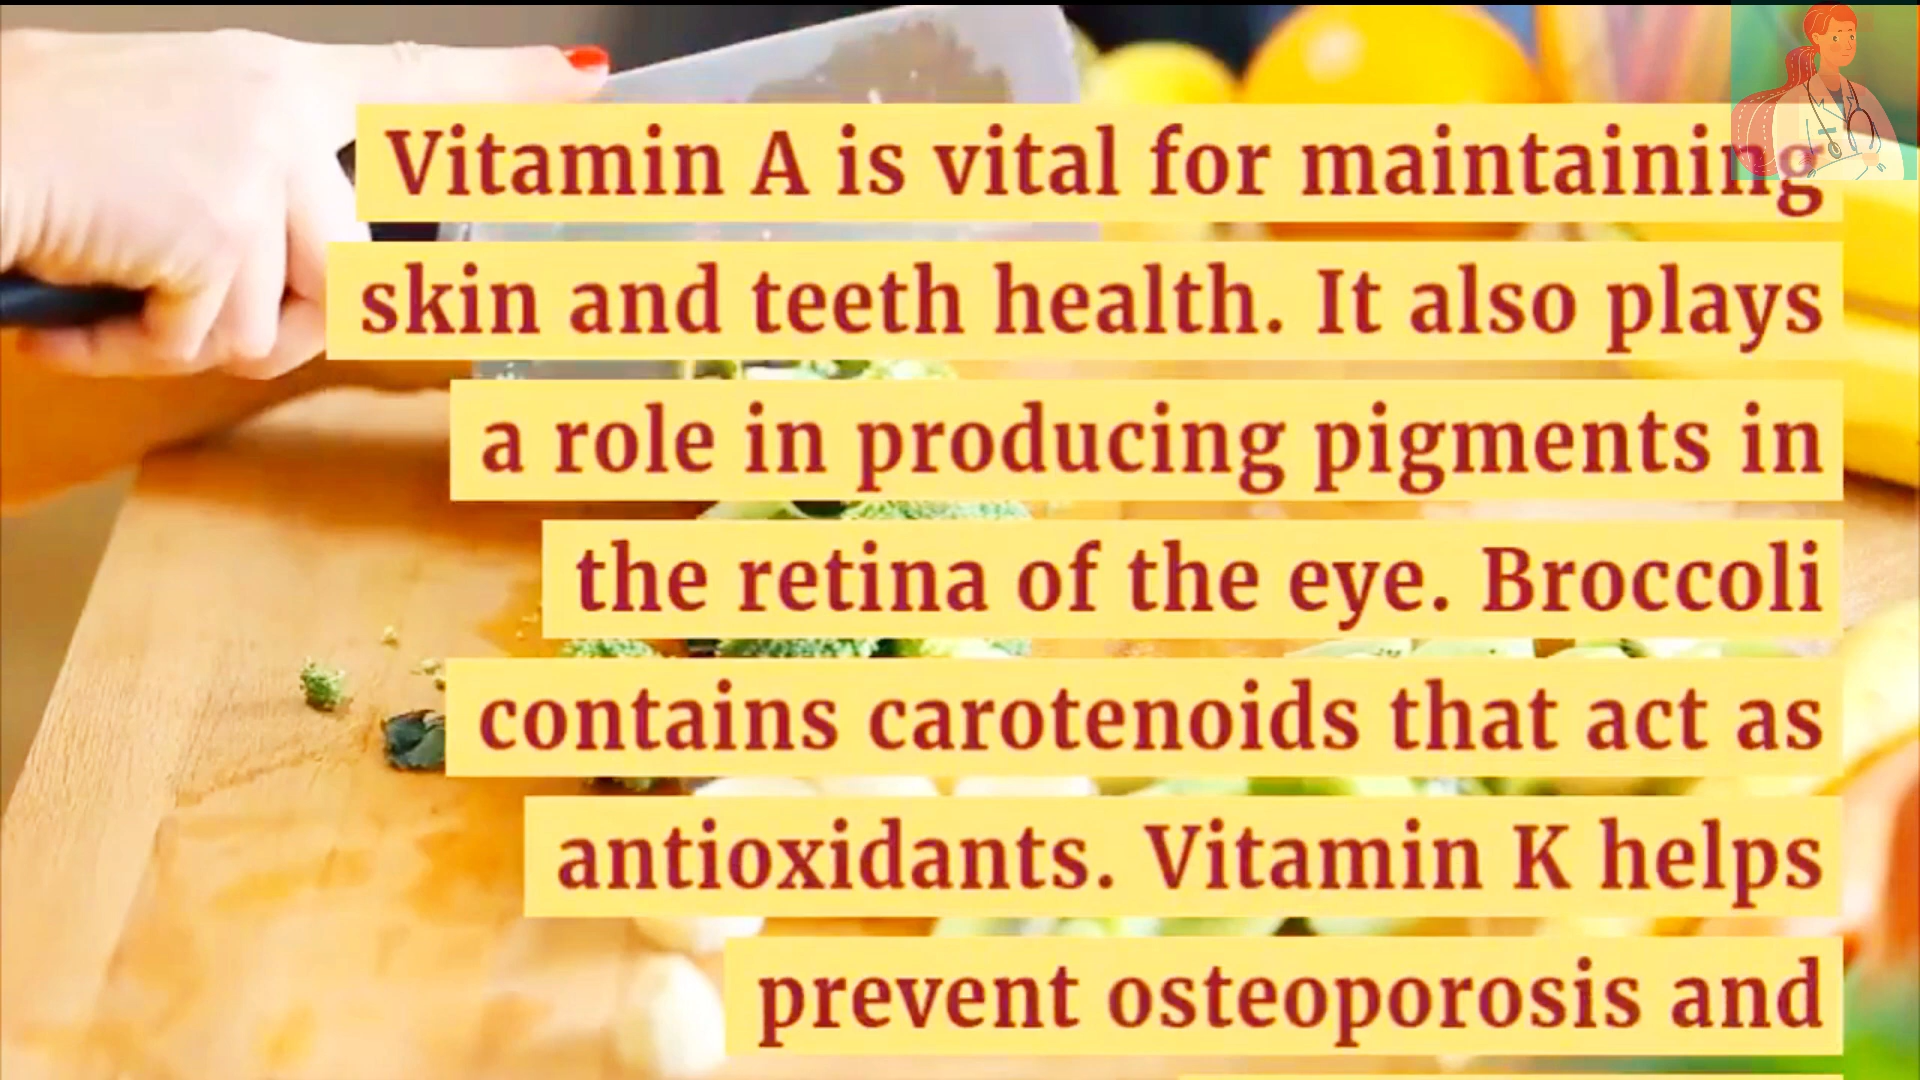 Vitamin A is vital for maintaining
skin and teeth health. It also plays
a role in producing pigments in
the retina of the eye. Broccoli
contains carotenoids that act as
antioxidants. Vitamin K helps
prevent osteoporosis and